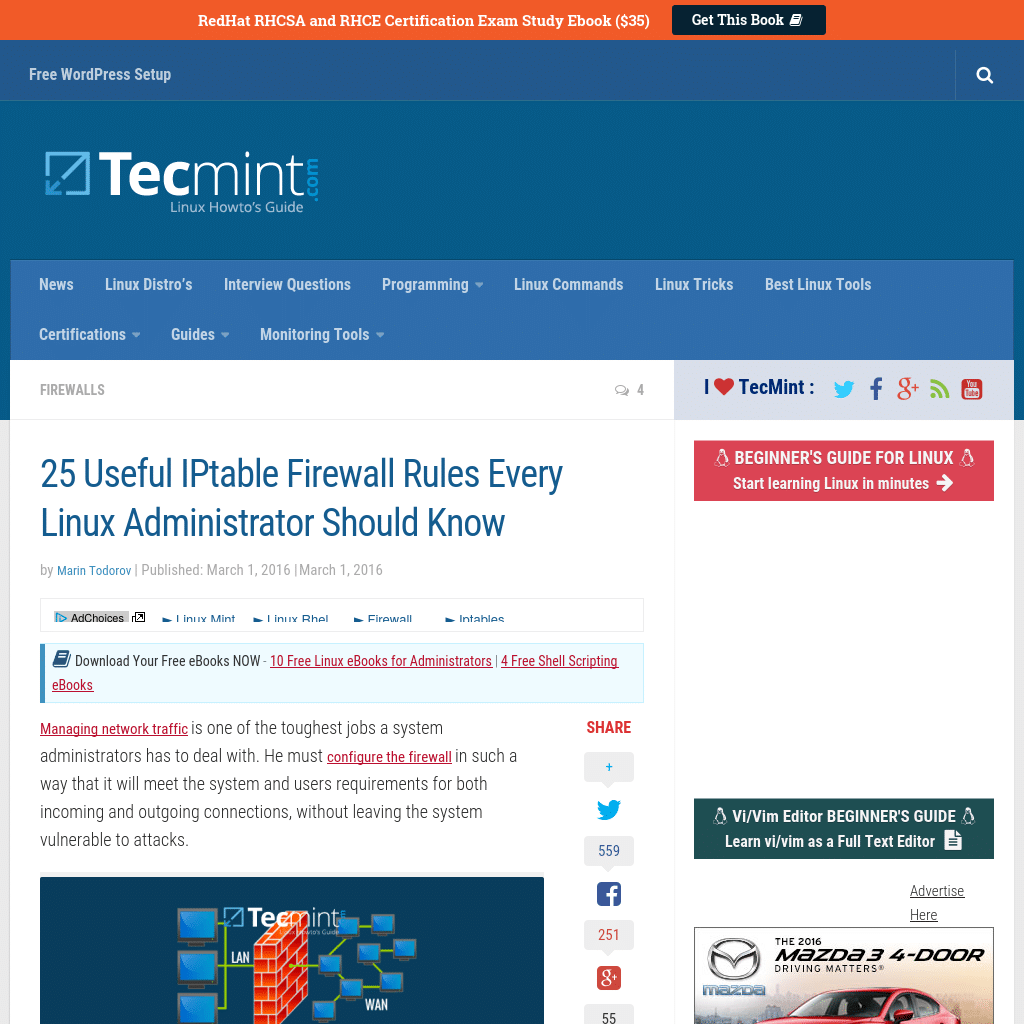 RedHat RHCSA and RHCE Certification Exam Study Ebook ($35)
Get This Book
Free WordPress Setup
Tecmint.com
Linux Howto's Guide
News
Linux Distro's
Interview Questions
Programming
Linux Commands
Linux Tricks
Best Linux Tools
Certifications
Guides
Monitoring Tools
FIREWALLS
4
I TecMint :
You
Tube
25 Useful IPtable Firewall Rules Every
Linux Administrator Should Know
by Marin Todorov | Published: March 1, 2016 | March 1, 2016
AdChoices
► Linux Mint
► Linux Rhel
► Firewall
► Iptables
Download Your Free eBooks NOW - 10 Free Linux eBooks for Administrators | 4 Free Shell Scripting
eBooks
Managing network traffic is one of the toughest jobs a system
administrators has to deal with. He must configure the firewall in such a
way that it will meet the system and users requirements for both
incoming and outgoing connections, without leaving the system
vulnerable to attacks.
SHARE
+
559
251
55
Tecmint
Linux Howto's Guide
LAN
WAN
BEGINNER'S GUIDE FOR LINUX
Start learning Linux in minutes
Vi/Vim Editor BEGINNER'S GUIDE
Learn vi/vim as a Full Text Editor
Advertise
Here
THE 2016
MAZDA3 4-DOOR
DRIVING MATTERS®
mazda